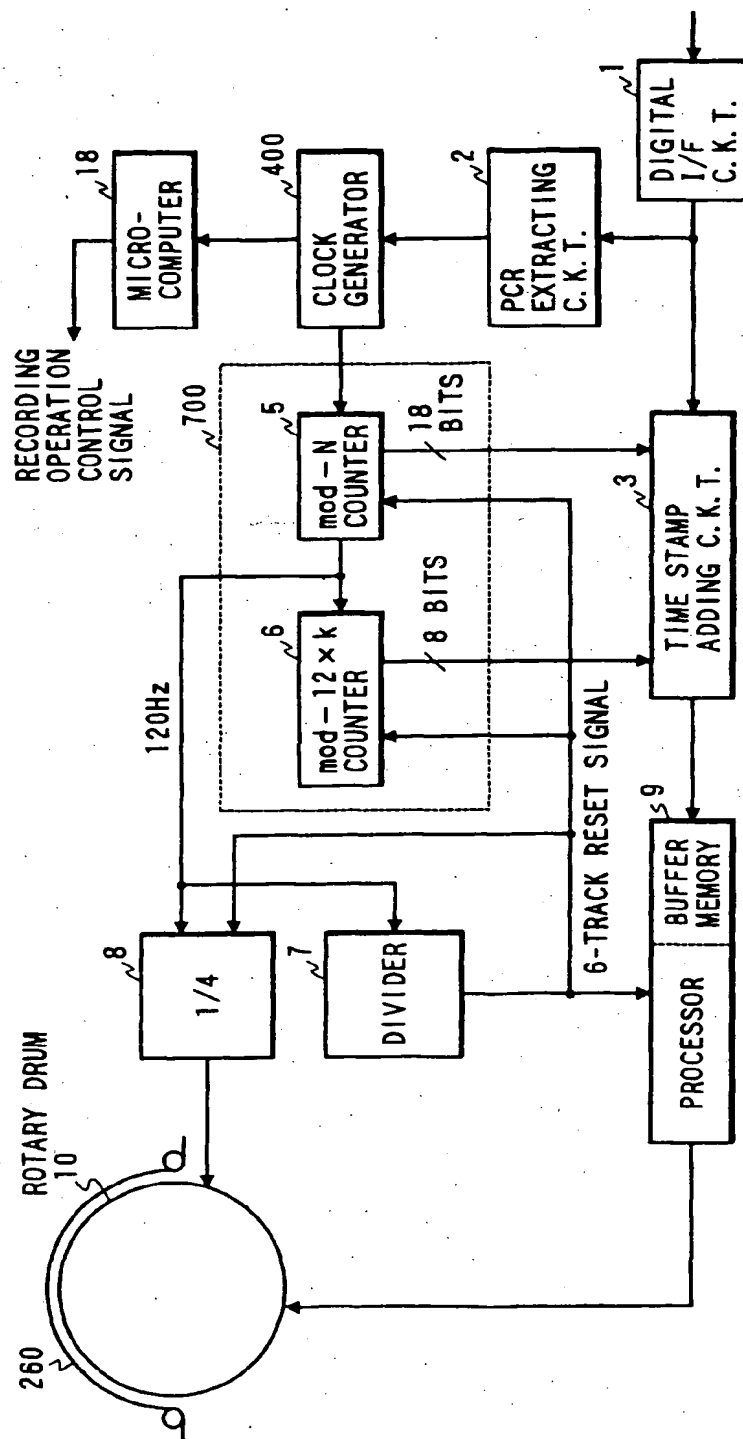 ROTARY DRUM
10
260
8
1/4
120Hz
7
DIVIDER
6-TRACK RESET SIGNAL
PROCESSOR
BUFFER
MEMORY
9
RECORDING
OPERATION
CONTROL
SIGNAL
18
MICRO-
COMPUTER
400
CLOCK
GENERATOR
700
5
mod-N
COUNTER
18
BITS
6
mod-12×k
COUNTER
8 BITS
2
PCR
EXTRACTING
C.K.T.
3
TIME STAMP
ADDING C.K.T.
1
DIGITAL
I/F
C.K.T.